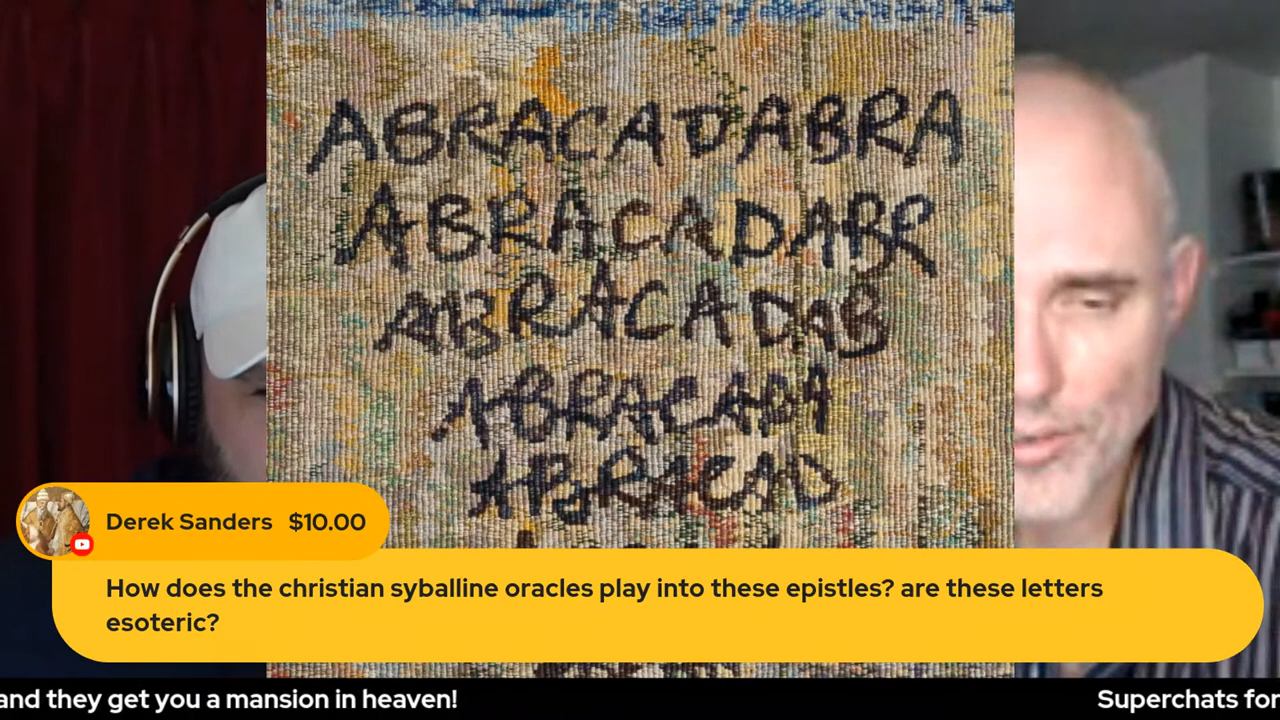 ABRACADABRA
ABRACADABR
ABRACADAB
ABRACADA
ABRACAD
Derek Sanders $10.00
How does the christian syballine oracles play into these epistles? are these letters
esoteric?
and they get you a mansion in heaven!
Superchats for